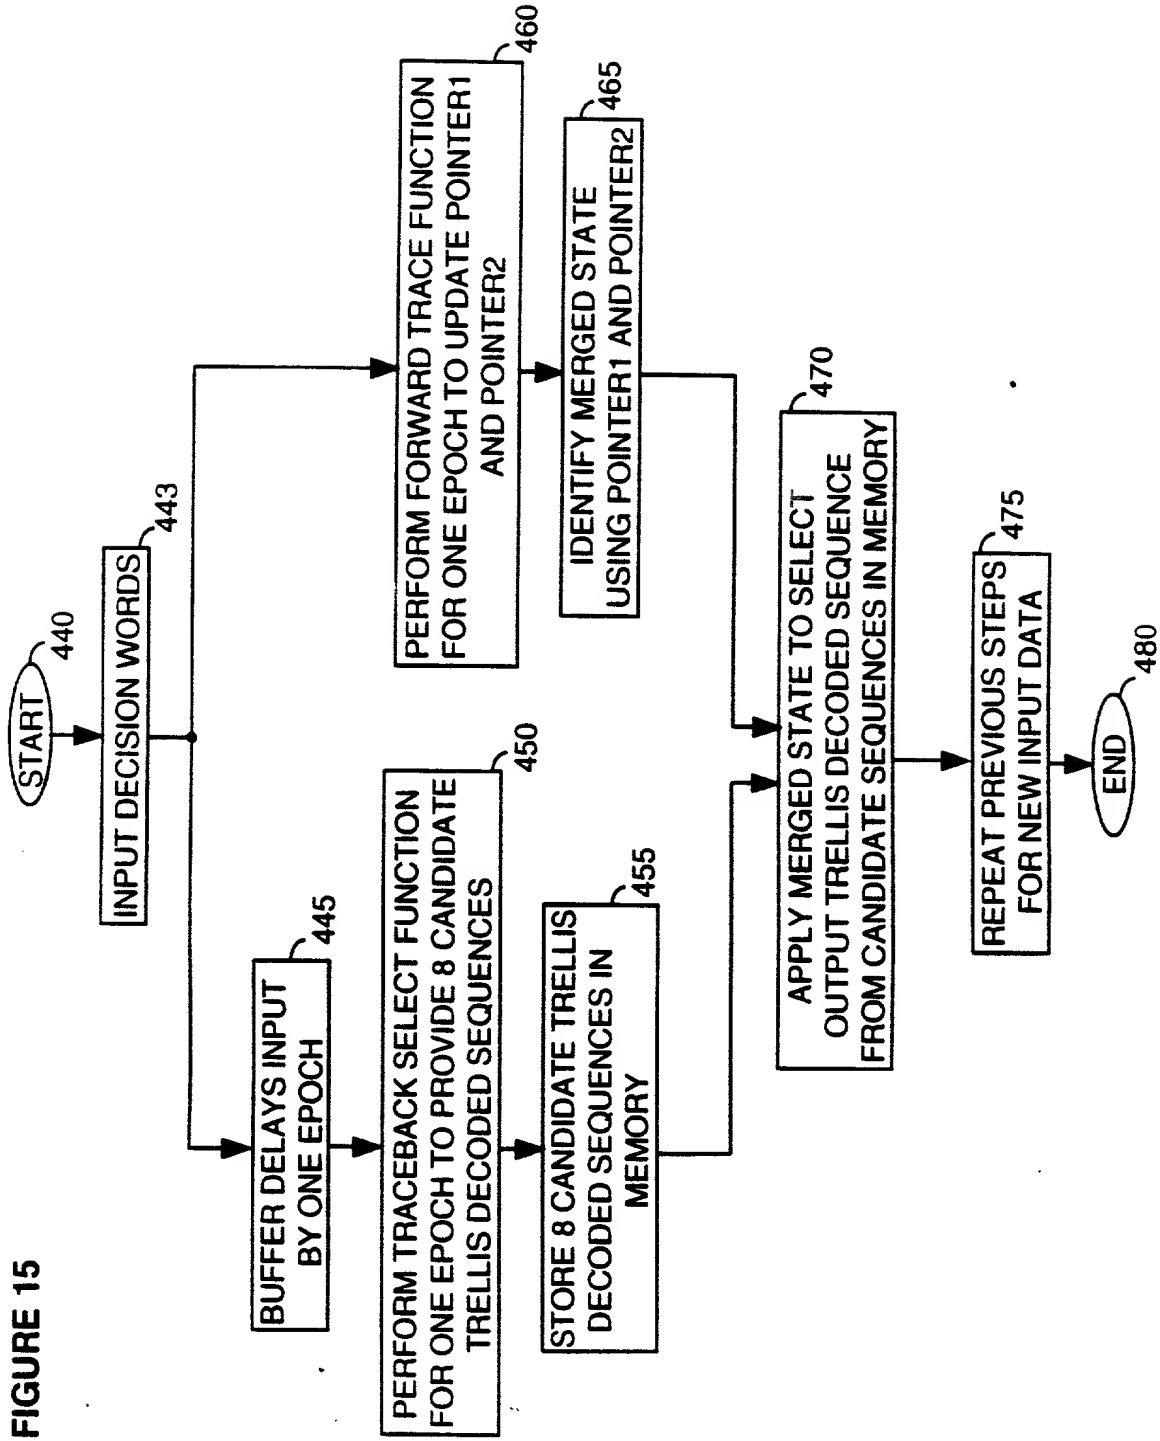 FIGURE 15
START
440
INPUT DECISION WORDS
443
BUFFER DELAYS INPUT
BY ONE EPOCH
445
PERFORM TRACEBACK SELECT FUNCTION
FOR ONE EPOCH TO PROVIDE 8 CANDIDATE
TRELLIS DECODED SEQUENCES
450
STORE 8 CANDIDATE TRELLIS
DECODED SEQUENCES IN
MEMORY
455
PERFORM FORWARD TRACE FUNCTION
FOR ONE EPOCH TO UPDATE POINTER1
AND POINTER2
460
IDENTIFY MERGED STATE
USING POINTER1 AND POINTER2
465
APPLY MERGED STATE TO SELECT
OUTPUT TRELLIS DECODED SEQUENCE
FROM CANDIDATE SEQUENCES IN MEMORY
470
REPEAT PREVIOUS STEPS
FOR NEW INPUT DATA
475
END
480